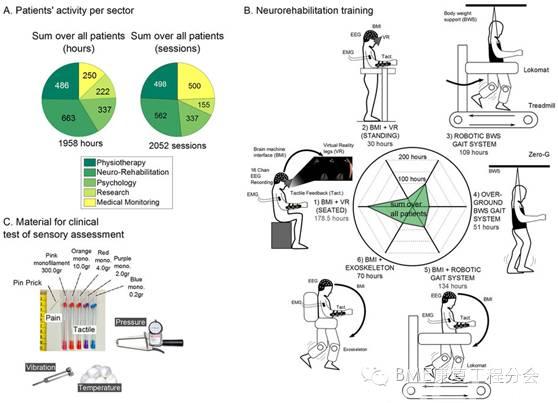 A. Patients' activity per sector
Sum over all patients
(hours)
Sum over all patients
(sessions)
486
250
222
337
663
1958 hours
498
500
155
337
562
2052 sessions
Physiotherapy
Neuro-Rehabilitation
Psychology
Research
Medical Monitoring
C. Material for clinical
test of sensory assessment
Pin Prick
Pink
monofilament
300.0gr
Orange
mono.
10.0gr
Red
mono.
4.0gr
Purple
mono.
2.0gr
Blue
mono.
0.2gr
Pain
Tactile
Pressure
Vibration
Temperature
B. Neurorehabilitation training
BMI
EEG
VR
EMG
Tact.
2) BMI + VR
(STANDING)
30 hours
Body weight
support (BWS)
Lokomat
Treadmill
3) ROBOTIC BWS
GAIT SYSTEM
109 hours
Brain machine
interface (BMI)
Virtual Reality
legs (VR)
16 Chan
EEG
Recording
Tactile Feedback (Tact.)
1) BMI + VR
(SEATED)
178.5 hours
200 hours
100 hours
sum over
all patients
BWS
Zero-G
4) OVER-
GROUND BWS
GAIT SYSTEM
51 hours
6) BMI +
EXOSKELETON
70 hours
EEG
BMI
EMG
Tact.
Exoskeleton
5) BMI + ROBOTIC
GAIT SYSTEM
134 hours
EEG
BMI
EMG
Tact.
Lokomat
BME康复工程分会